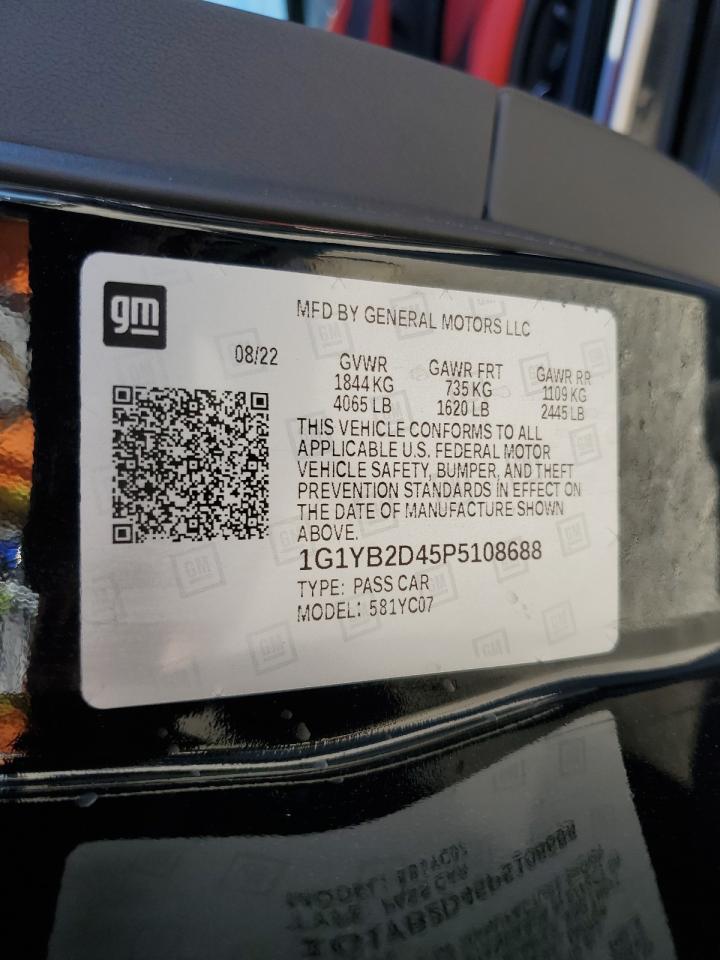 gm
MFD BY GENERAL MOTORS LLC
08/22
GVWR GAWR FRT GAWR RR
1844 KG 735 KG 1109 KG
4065 LB 1620 LB 2445 LB
THIS VEHICLE CONFORMS TO ALL
APPLICABLE U.S. FEDERAL MOTOR
VEHICLE SAFETY, BUMPER, AND THEFT
PREVENTION STANDARDS IN EFFECT ON
THE DATE OF MANUFACTURE SHOWN
ABOVE.
1G1YB2D45P5108688
TYPE: PASS CAR
MODEL: 581YC07